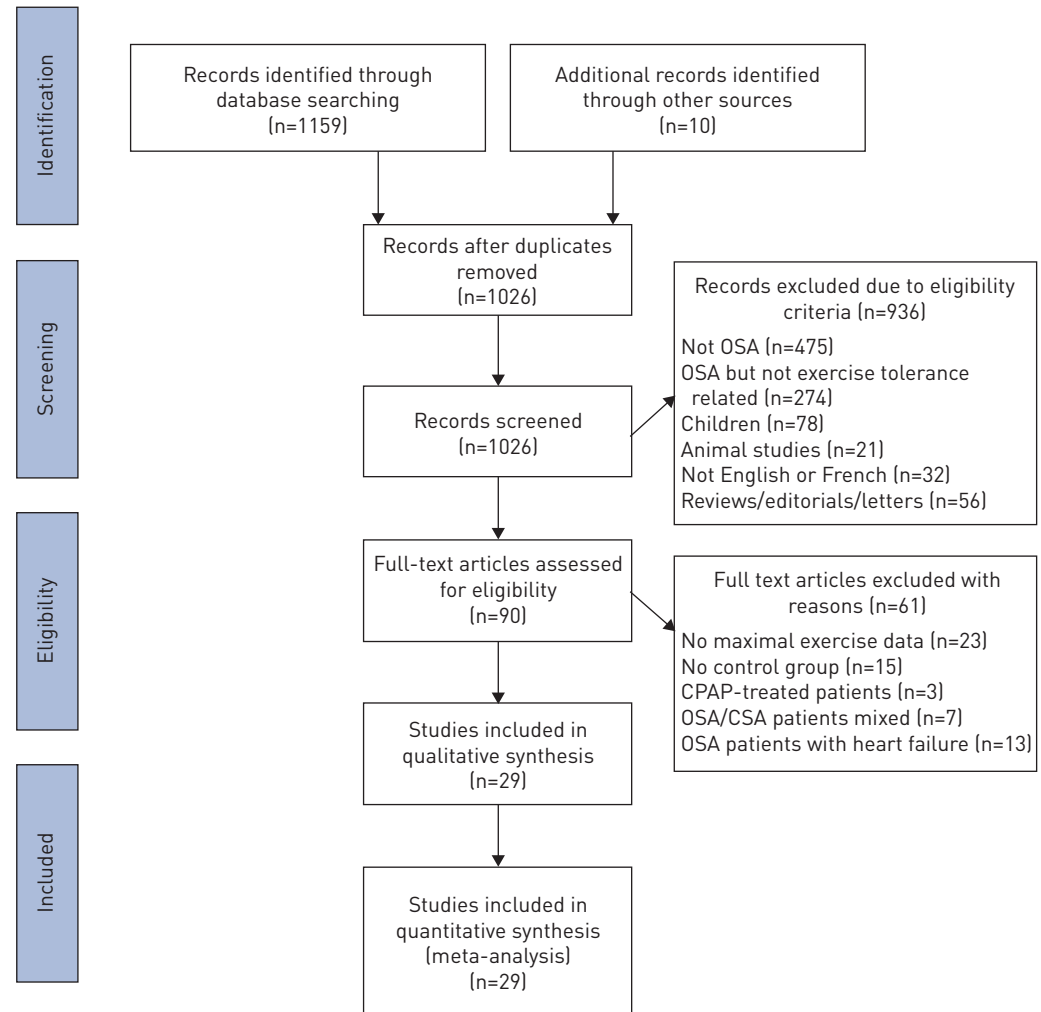 Identification
Records identified through
database searching
(n=1159)
Additional records identified
through other sources
(n=10)
Records after duplicates
removed
(n=1026)
Screening
Records screened
(n=1026)
Records excluded due to eligibility
criteria (n=936)
Not OSA (n=475)
OSA but not exercise tolerance
related (n=274)
Children (n=78)
Animal studies (n=21)
Not English or French (n=32)
Reviews/editorials/letters (n=56)
Eligibility
Full-text articles assessed
for eligibility
(n=90)
Full text articles excluded with
reasons (n=61)
No maximal exercise data (n=23)
No control group (n=15)
CPAP-treated patients (n=3)
OSA/CSA patients mixed (n=7)
OSA patients with heart failure (n=13)
Studies included in
qualitative synthesis
(n=29)
Included
Studies included in
quantitative synthesis
(meta-analysis)
(n=29)